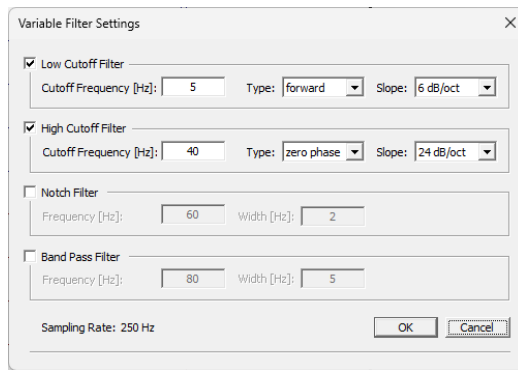 Variable Filter Settings
Low Cutoff Filter
Cutoff Frequency [Hz]: 5 Type: forward Slope: 6 dB/oct
High Cutoff Filter
Cutoff Frequency [Hz]: 40 Type: zero phase Slope: 24 dB/oct
Notch Filter
Frequency [Hz]: 60 Width [Hz]: 2
Band Pass Filter
Frequency [Hz]: 80 Width [Hz]: 5
Sampling Rate: 250 Hz OK Cancel